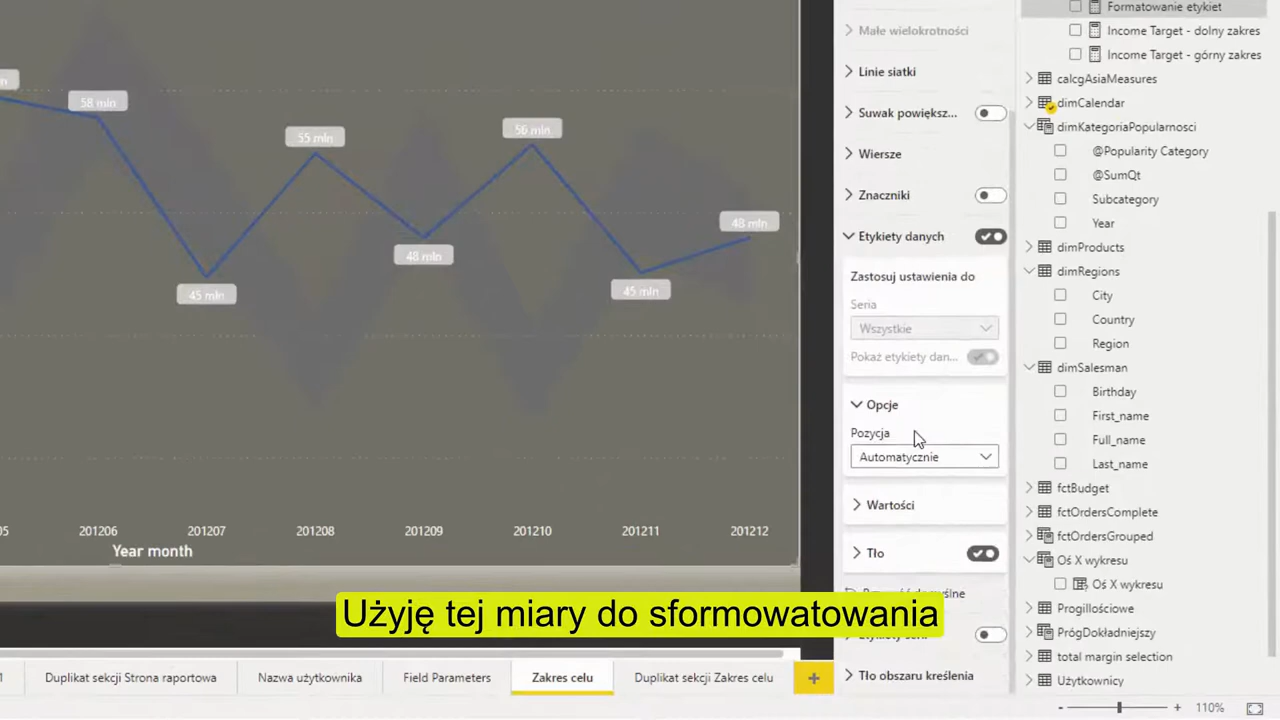 58 mln
55 mln
56 mln
48 mln
48 mln
45 mln
45 mln
201206
201207
201208
201209
201210
201211
201212
Year month
Małe wielokrotności
Linie siatki
Suwak powiększ...
Wiersze
Znaczniki
Etykiety danych
Zastosuj ustawienia do
Seria
Wszystkie
Pokaż etykiety dan...
Opcje
Pozycja
Automatycznie
Wartości
Tło
Tło obszaru kreślenia
Formatowanie etykiet
Income Target - dolny zakres
Income Target - górny zakres
calcgAsiaMeasures
dimCalendar
dimKategoriaPopularnosci
@Popularity Category
@SumQt
Subcategory
Year
dimProducts
dimRegions
City
Country
Region
dimSalesman
Birthday
First_name
Full_name
Last_name
fctBudget
fctOrdersComplete
fctOrdersGrouped
Oś X wykresu
Oś X wykresu
ProgiIlościowe
PrógDokładniejszy
total margin selection
Użytkownicy
Użyję tej miary do sformowatowania
1
Duplikat sekcji Strona raportowa
Nazwa użytkownika
Field Parameters
Zakres celu
Duplikat sekcji Zakres celu
+
- + 110%